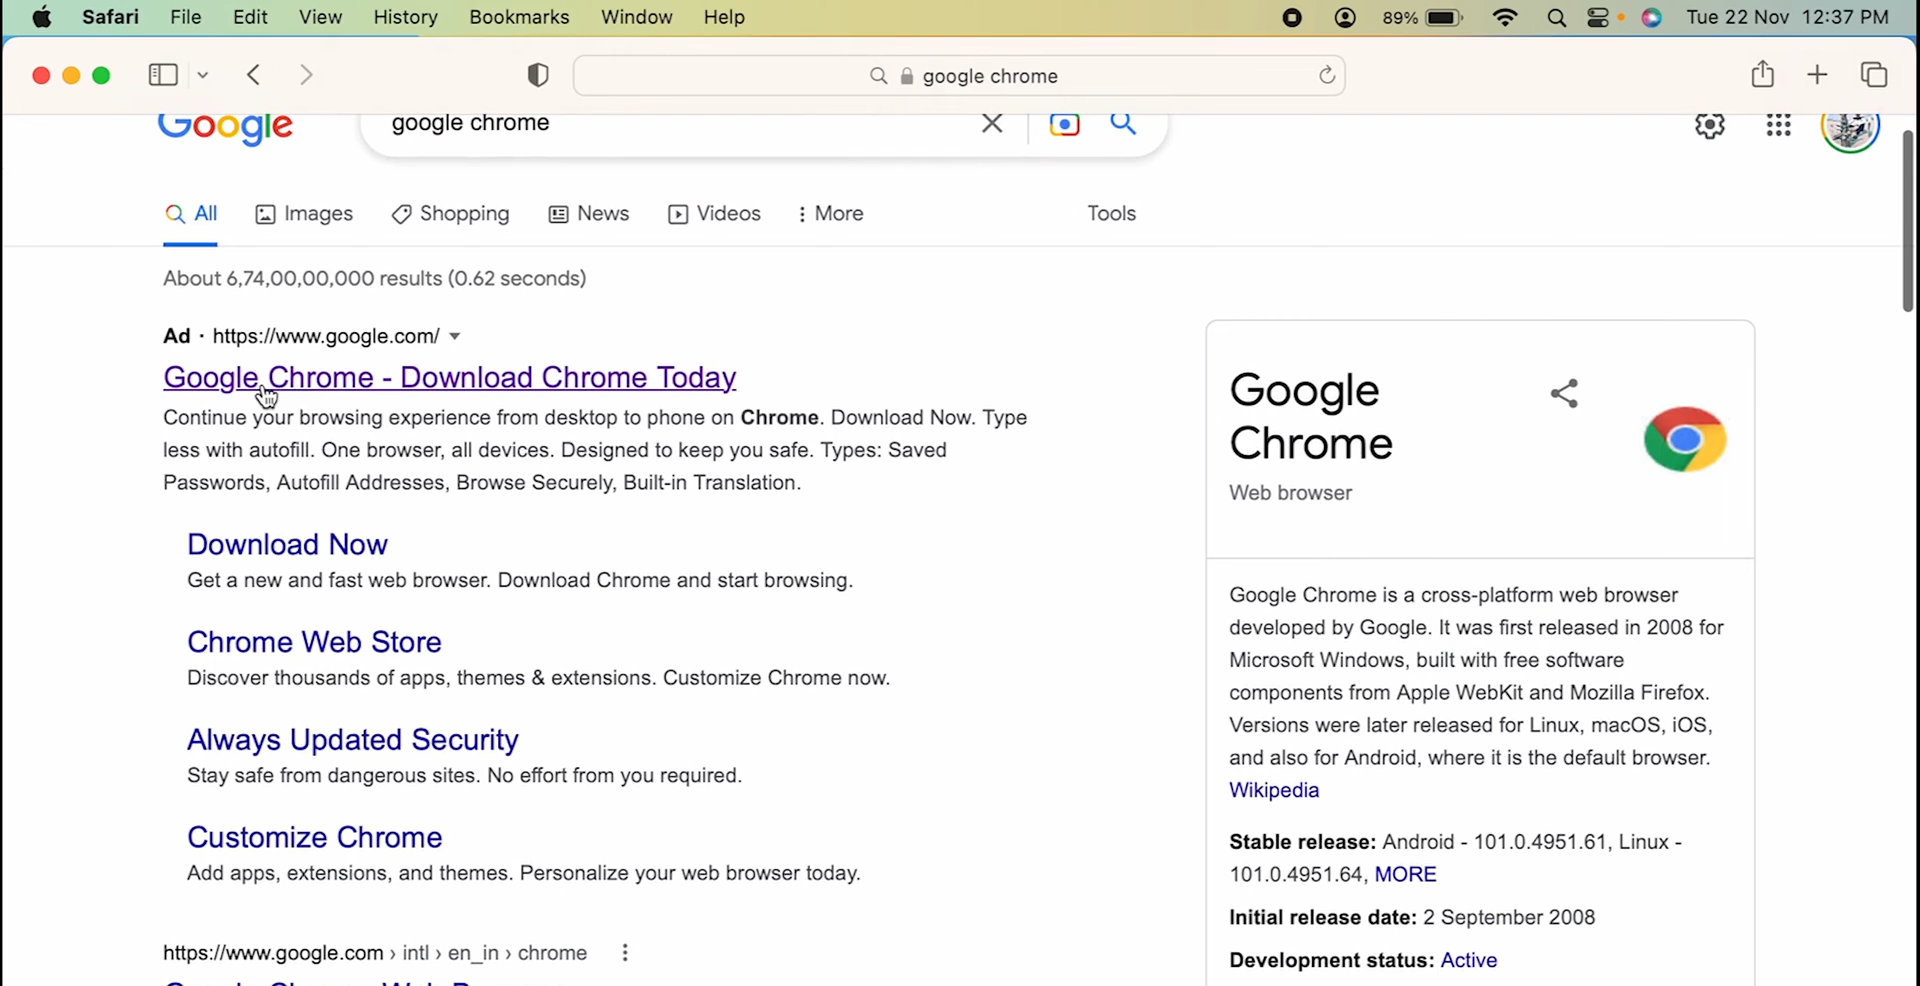 Safari File Edit View History Bookmarks Window Help 89% Tue 22 Nov 12:37 PM
google chrome
Google google chrome
All Images Shopping News Videos More Tools
About 6,74,00,00,000 results (0.62 seconds)
Ad · https://www.google.com/
Google Chrome - Download Chrome Today
Continue your browsing experience from desktop to phone on Chrome. Download Now. Type
less with autofill. One browser, all devices. Designed to keep you safe. Types: Saved
Passwords, Autofill Addresses, Browse Securely, Built-in Translation.
Download Now
Get a new and fast web browser. Download Chrome and start browsing.
Chrome Web Store
Discover thousands of apps, themes & extensions. Customize Chrome now.
Always Updated Security
Stay safe from dangerous sites. No effort from you required.
Customize Chrome
Add apps, extensions, and themes. Personalize your web browser today.
https://www.google.com › intl › en_in › chrome
Google
Chrome
Web browser
Google Chrome is a cross-platform web browser
developed by Google. It was first released in 2008 for
Microsoft Windows, built with free software
components from Apple WebKit and Mozilla Firefox.
Versions were later released for Linux, macOS, iOS,
and also for Android, where it is the default browser.
Wikipedia
Stable release: Android - 101.0.4951.61, Linux -
101.0.4951.64, MORE
Initial release date: 2 September 2008
Development status: Active